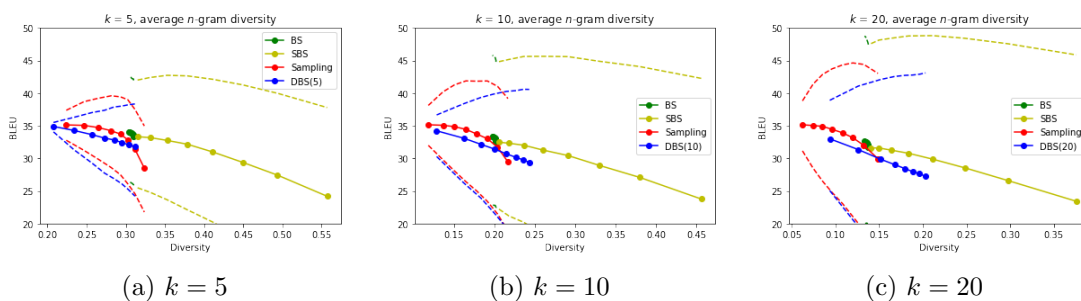 k = 5, average n-gram diversity
50
45
40
35
30
25
20
BLEU
0.20 0.25 0.30 0.35 0.40 0.45 0.50 0.55
Diversity
BS
SBS
Sampling
DBS(5)
(a) k = 5
k = 10, average n-gram diversity
50
45
40
35
30
25
20
BLEU
0.15 0.20 0.25 0.30 0.35 0.40 0.45
Diversity
BS
SBS
Sampling
DBS(10)
(b) k = 10
k = 20, average n-gram diversity
50
45
40
35
30
25
20
BLEU
0.05 0.10 0.15 0.20 0.25 0.30 0.35
Diversity
BS
SBS
Sampling
DBS(20)
(c) k = 20